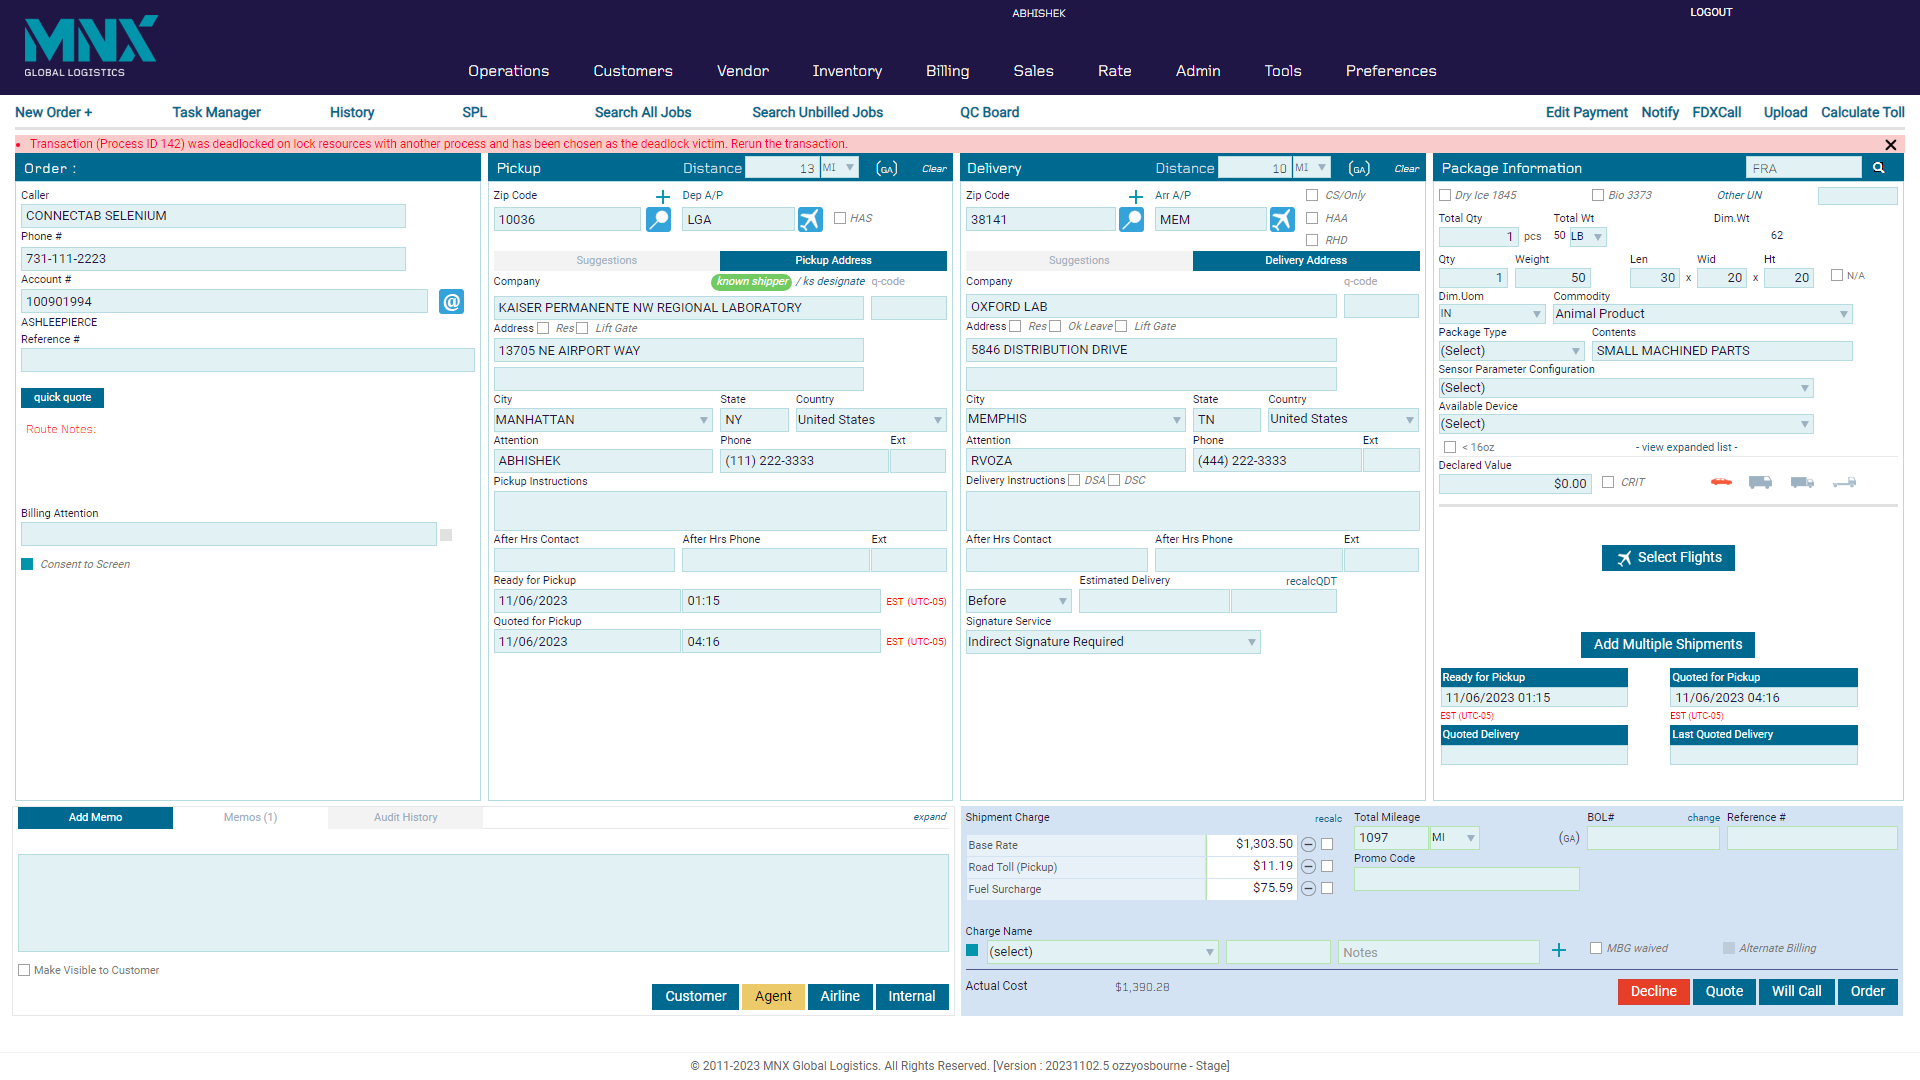 ABHISHEK
LOGOUT
MNX
GLOBAL LOGISTICS
Operations Customers Vendor Inventory Billing Sales Rate Admin Tools Preferences
New Order + Task Manager History SPL Search All Jobs Search Unbilled Jobs QC Board Edit Payment Notify FDXCall Upload Calculate Toll
Transaction (Process ID 142) was deadlocked on lock resources with another process and has been chosen as the deadlock victim. Rerun the transaction.
Order :
Caller
CONNECTAB SELENIUM
Phone #
731-111-2223
Account #
100901994
@
ASHLEEPIERCE
Reference #
quick quote
Route Notes:
Billing Attention
Consent to Screen
Pickup Distance 13 MI (GA) Clear
Zip Code + Dep A/P
10036 LGA HAS
Suggestions Pickup Address
Company known shipper / ks designate q-code
KAISER PERMANENTE NW REGIONAL LABORATORY
Address Res Lift Gate
13705 NE AIRPORT WAY
City State Country
MANHATTAN NY United States
Attention Phone Ext
ABHISHEK (111) 222-3333
Pickup Instructions
After Hrs Contact After Hrs Phone Ext
Ready for Pickup
11/06/2023 01:15 EST (UTC-05)
Quoted for Pickup
11/06/2023 04:16 EST (UTC-05)
Delivery Distance 10 MI (GA) Clear
Zip Code + Arr A/P CS/Only
38141 MEM HAA
RHD
Suggestions Delivery Address
Company q-code
OXFORD LAB
Address Res Ok Leave Lift Gate
5846 DISTRIBUTION DRIVE
City State Country
MEMPHIS TN United States
Attention Phone Ext
RVOZA (444) 222-3333
Delivery Instructions DSA DSC
After Hrs Contact After Hrs Phone Ext
Estimated Delivery recalcQDT
Before
Signature Service
Indirect Signature Required
Package Information FRA
Dry Ice 1845 Bio 3373 Other UN
Total Qty Total Wt Dim.Wt
1 pcs 50 LB 62
Qty Weight Len Wid Ht
1 50 30 x 20 x 20 N/A
Dim.Uom Commodity
IN Animal Product
Package Type Contents
(Select) SMALL MACHINED PARTS
Sensor Parameter Configuration
(Select)
Available Device
(Select)
< 16oz - view expanded list -
Declared Value
$0.00 CRIT
Select Flights
Add Multiple Shipments
Ready for Pickup Quoted for Pickup
11/06/2023 01:15 11/06/2023 04:16
EST (UTC-05) EST (UTC-05)
Quoted Delivery Last Quoted Delivery
Add Memo Memos (1) Audit History expand
Make Visible to Customer
Customer Agent Airline Internal
Shipment Charge recalc Total Mileage BOL# change Reference #
1097 MI (GA)
Base Rate $1,303.50
Promo Code
Road Toll (Pickup) $11.19
Fuel Surcharge $75.59
Charge Name
(select) Notes + MBG waived Alternate Billing
Actual Cost $1,390.28
Decline Quote Will Call Order
© 2011-2023 MNX Global Logistics. All Rights Reserved. [Version : 20231102.5 ozzyosbourne - Stage]